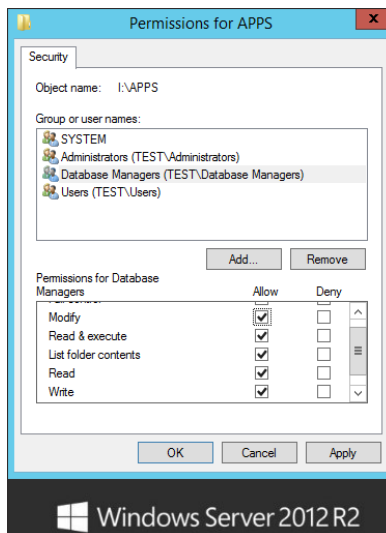 Permissions for APPS
x
Security
Object name: I:\APPS
Group or user names:
SYSTEM
Administrators (TEST\Administrators)
Database Managers (TEST\Database Managers)
Users (TEST\Users)
Add... Remove
Permissions for Database
Managers Allow Deny
Modify
Read & execute
List folder contents
Read
Write
OK Cancel Apply
Windows Server 2012 R2